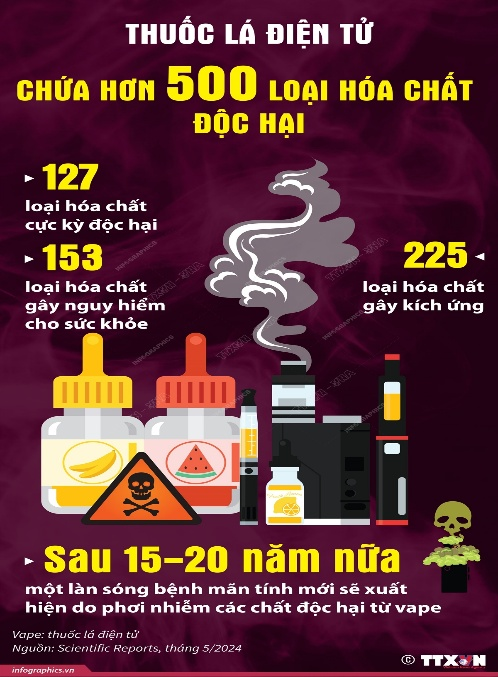 THUỐC LÁ ĐIỆN TỬ
CHỨA HƠN 500 LOẠI HÓA CHẤT
ĐỘC HẠI
127
loại hóa chất
cực kỳ độc hại
153
loại hóa chất
gây nguy hiểm
cho sức khỏe
225
loại hóa chất
gây kích ứng
Sau 15–20 năm nữa
một làn sóng bệnh mãn tính mới sẽ xuất
hiện do phơi nhiễm các chất độc hại từ vape
Vape: thuốc lá điện tử
Nguồn: Scientific Reports, tháng 5/2024
infographics.vn
© TTXVN